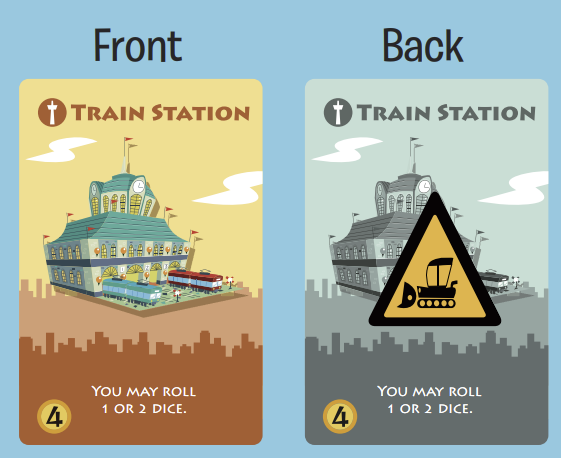 Front
Back
TRAIN STATION
YOU MAY ROLL
1 OR 2 DICE.
4
TRAIN STATION
YOU MAY ROLL
1 OR 2 DICE.
4